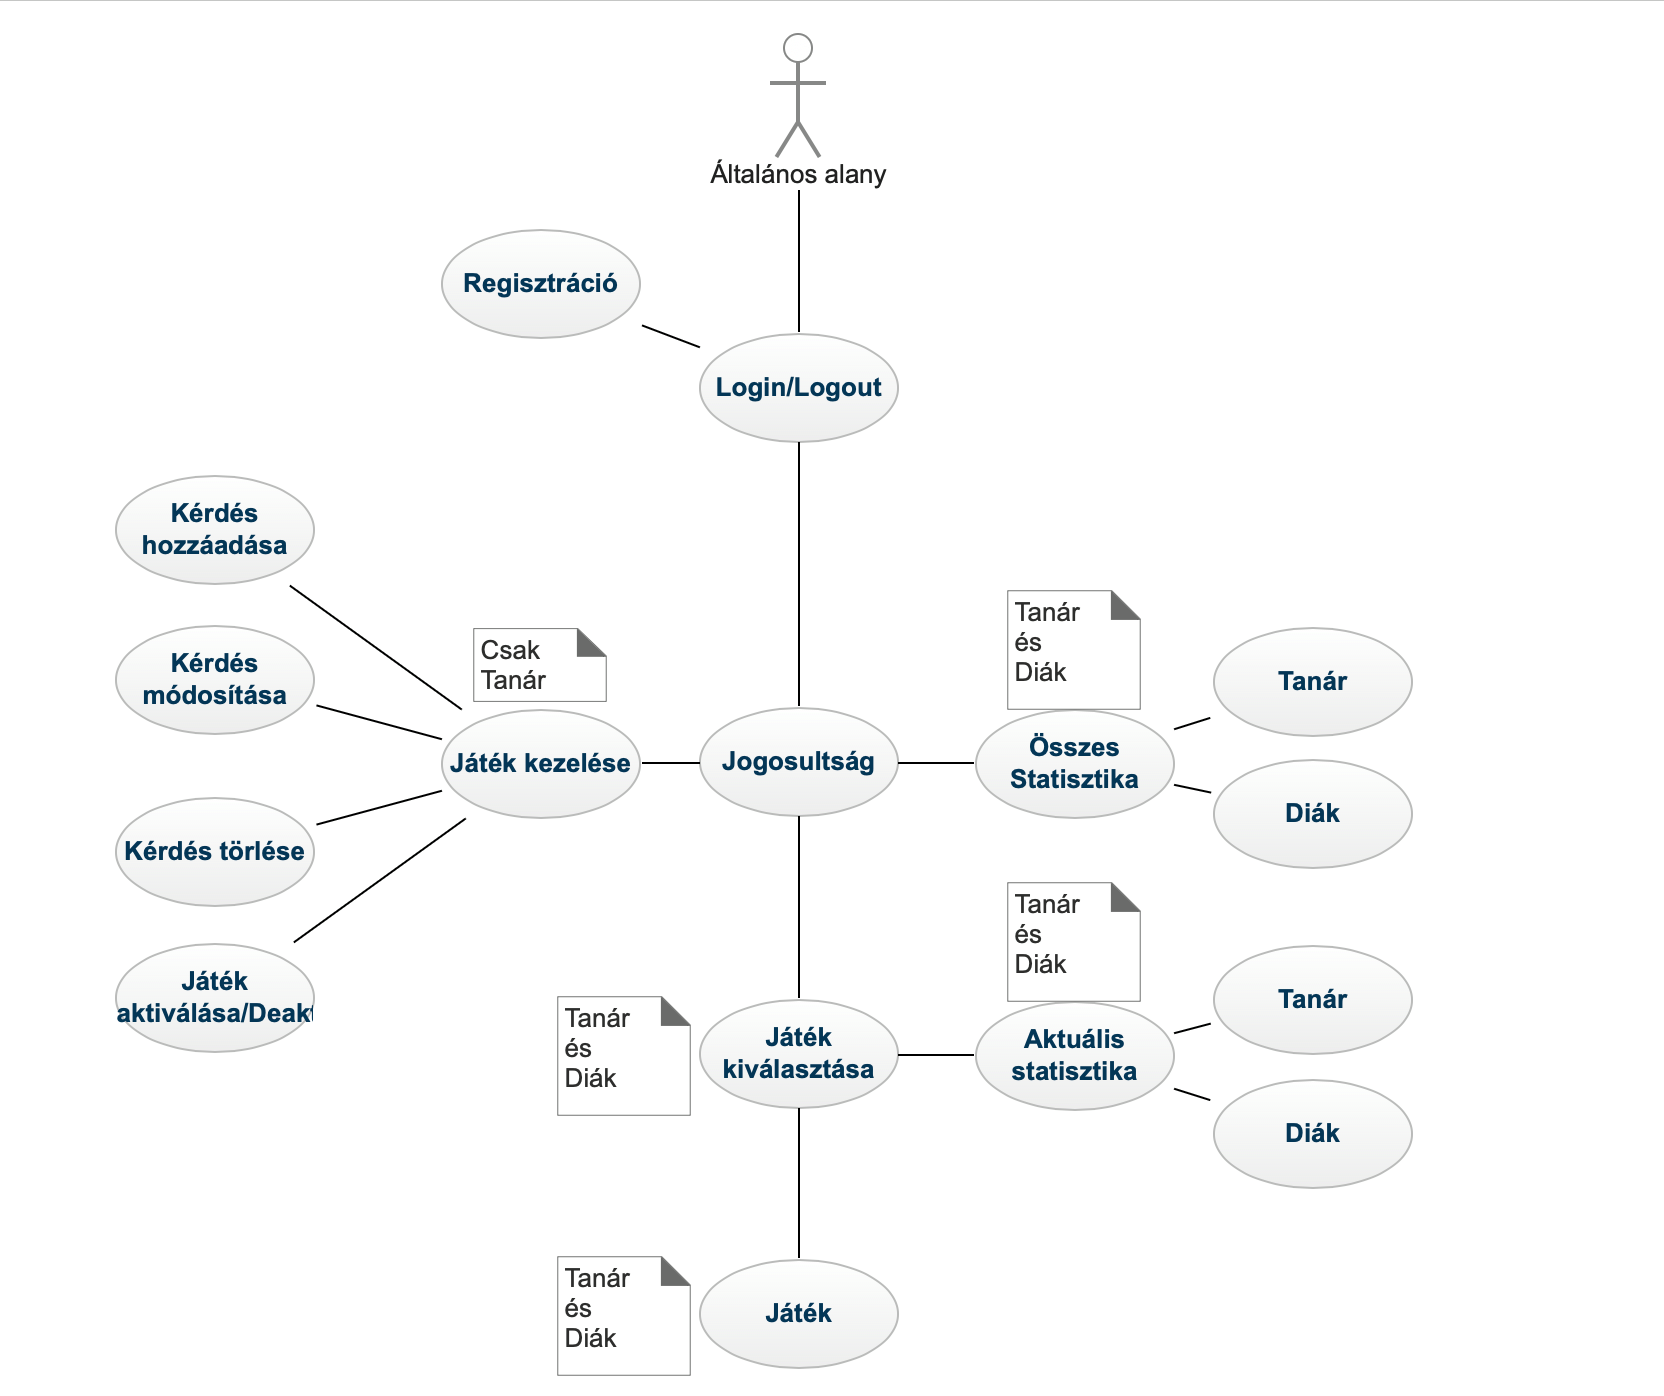 Általános alany
Regisztráció
Login/Logout
Kérdés
hozzáadása
Kérdés
módosítása
Csak
Tanár
Játék kezelése
Jogosultság
Tanár
és
Diák
Összes
Statisztika
Tanár
Diák
Kérdés törlése
Játék
aktiválása/Deakt
Tanár
és
Diák
Játék
kiválasztása
Tanár
és
Diák
Aktuális
statisztika
Tanár
Diák
Tanár
és
Diák
Játék